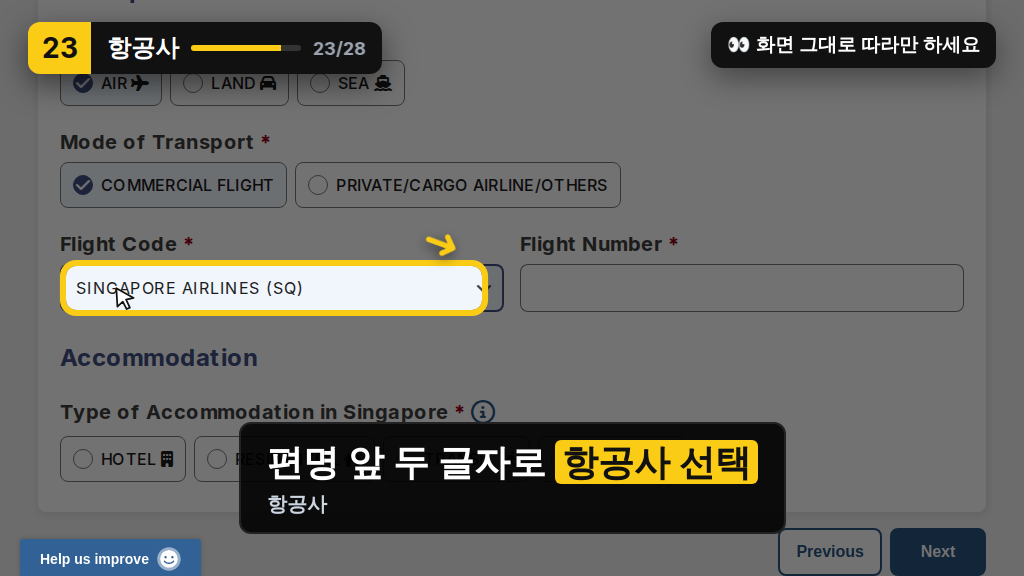 23 항공사 23/28
👀 화면 그대로 따라만 하세요
AIR LAND SEA
Mode of Transport *
COMMERCIAL FLIGHT PRIVATE/CARGO AIRLINE/OTHERS
Flight Code * Flight Number *
SINGAPORE AIRLINES (SQ)
Accommodation
Type of Accommodation in Singapore *
HOTEL
편명 앞 두 글자로 항공사 선택
항공사
Previous Next
Help us improve